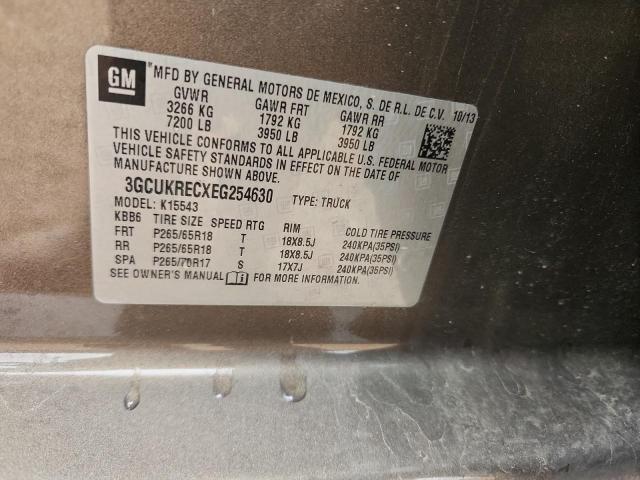 GM
*MFD BY GENERAL MOTORS DE MEXICO, S. DE R.L. DE C.V. 10/13
GVWR GAWR FRT GAWR RR
3266 KG 1792 KG 1792 KG
7200 LB 3950 LB 3950 LB
THIS VEHICLE CONFORMS TO ALL APPLICABLE U.S. FEDERAL MOTOR
VEHICLE SAFETY STANDARDS IN EFFECT ON THE DATE OF
MANUFACTURE SHOWN ABOVE.
3GCUKRECXEG254630 TYPE: TRUCK
MODEL: K15543
KBB6 TIRE SIZE SPEED RTG RIM COLD TIRE PRESSURE
FRT P265/65R18 T 18X8.5J 240KPA(35PSI)
RR P265/65R18 T 18X8.5J 240KPA(35PSI)
SPA P265/70R17 S 17X7J 240KPA(35PSI)
SEE OWNER'S MANUAL FOR MORE INFORMATION.